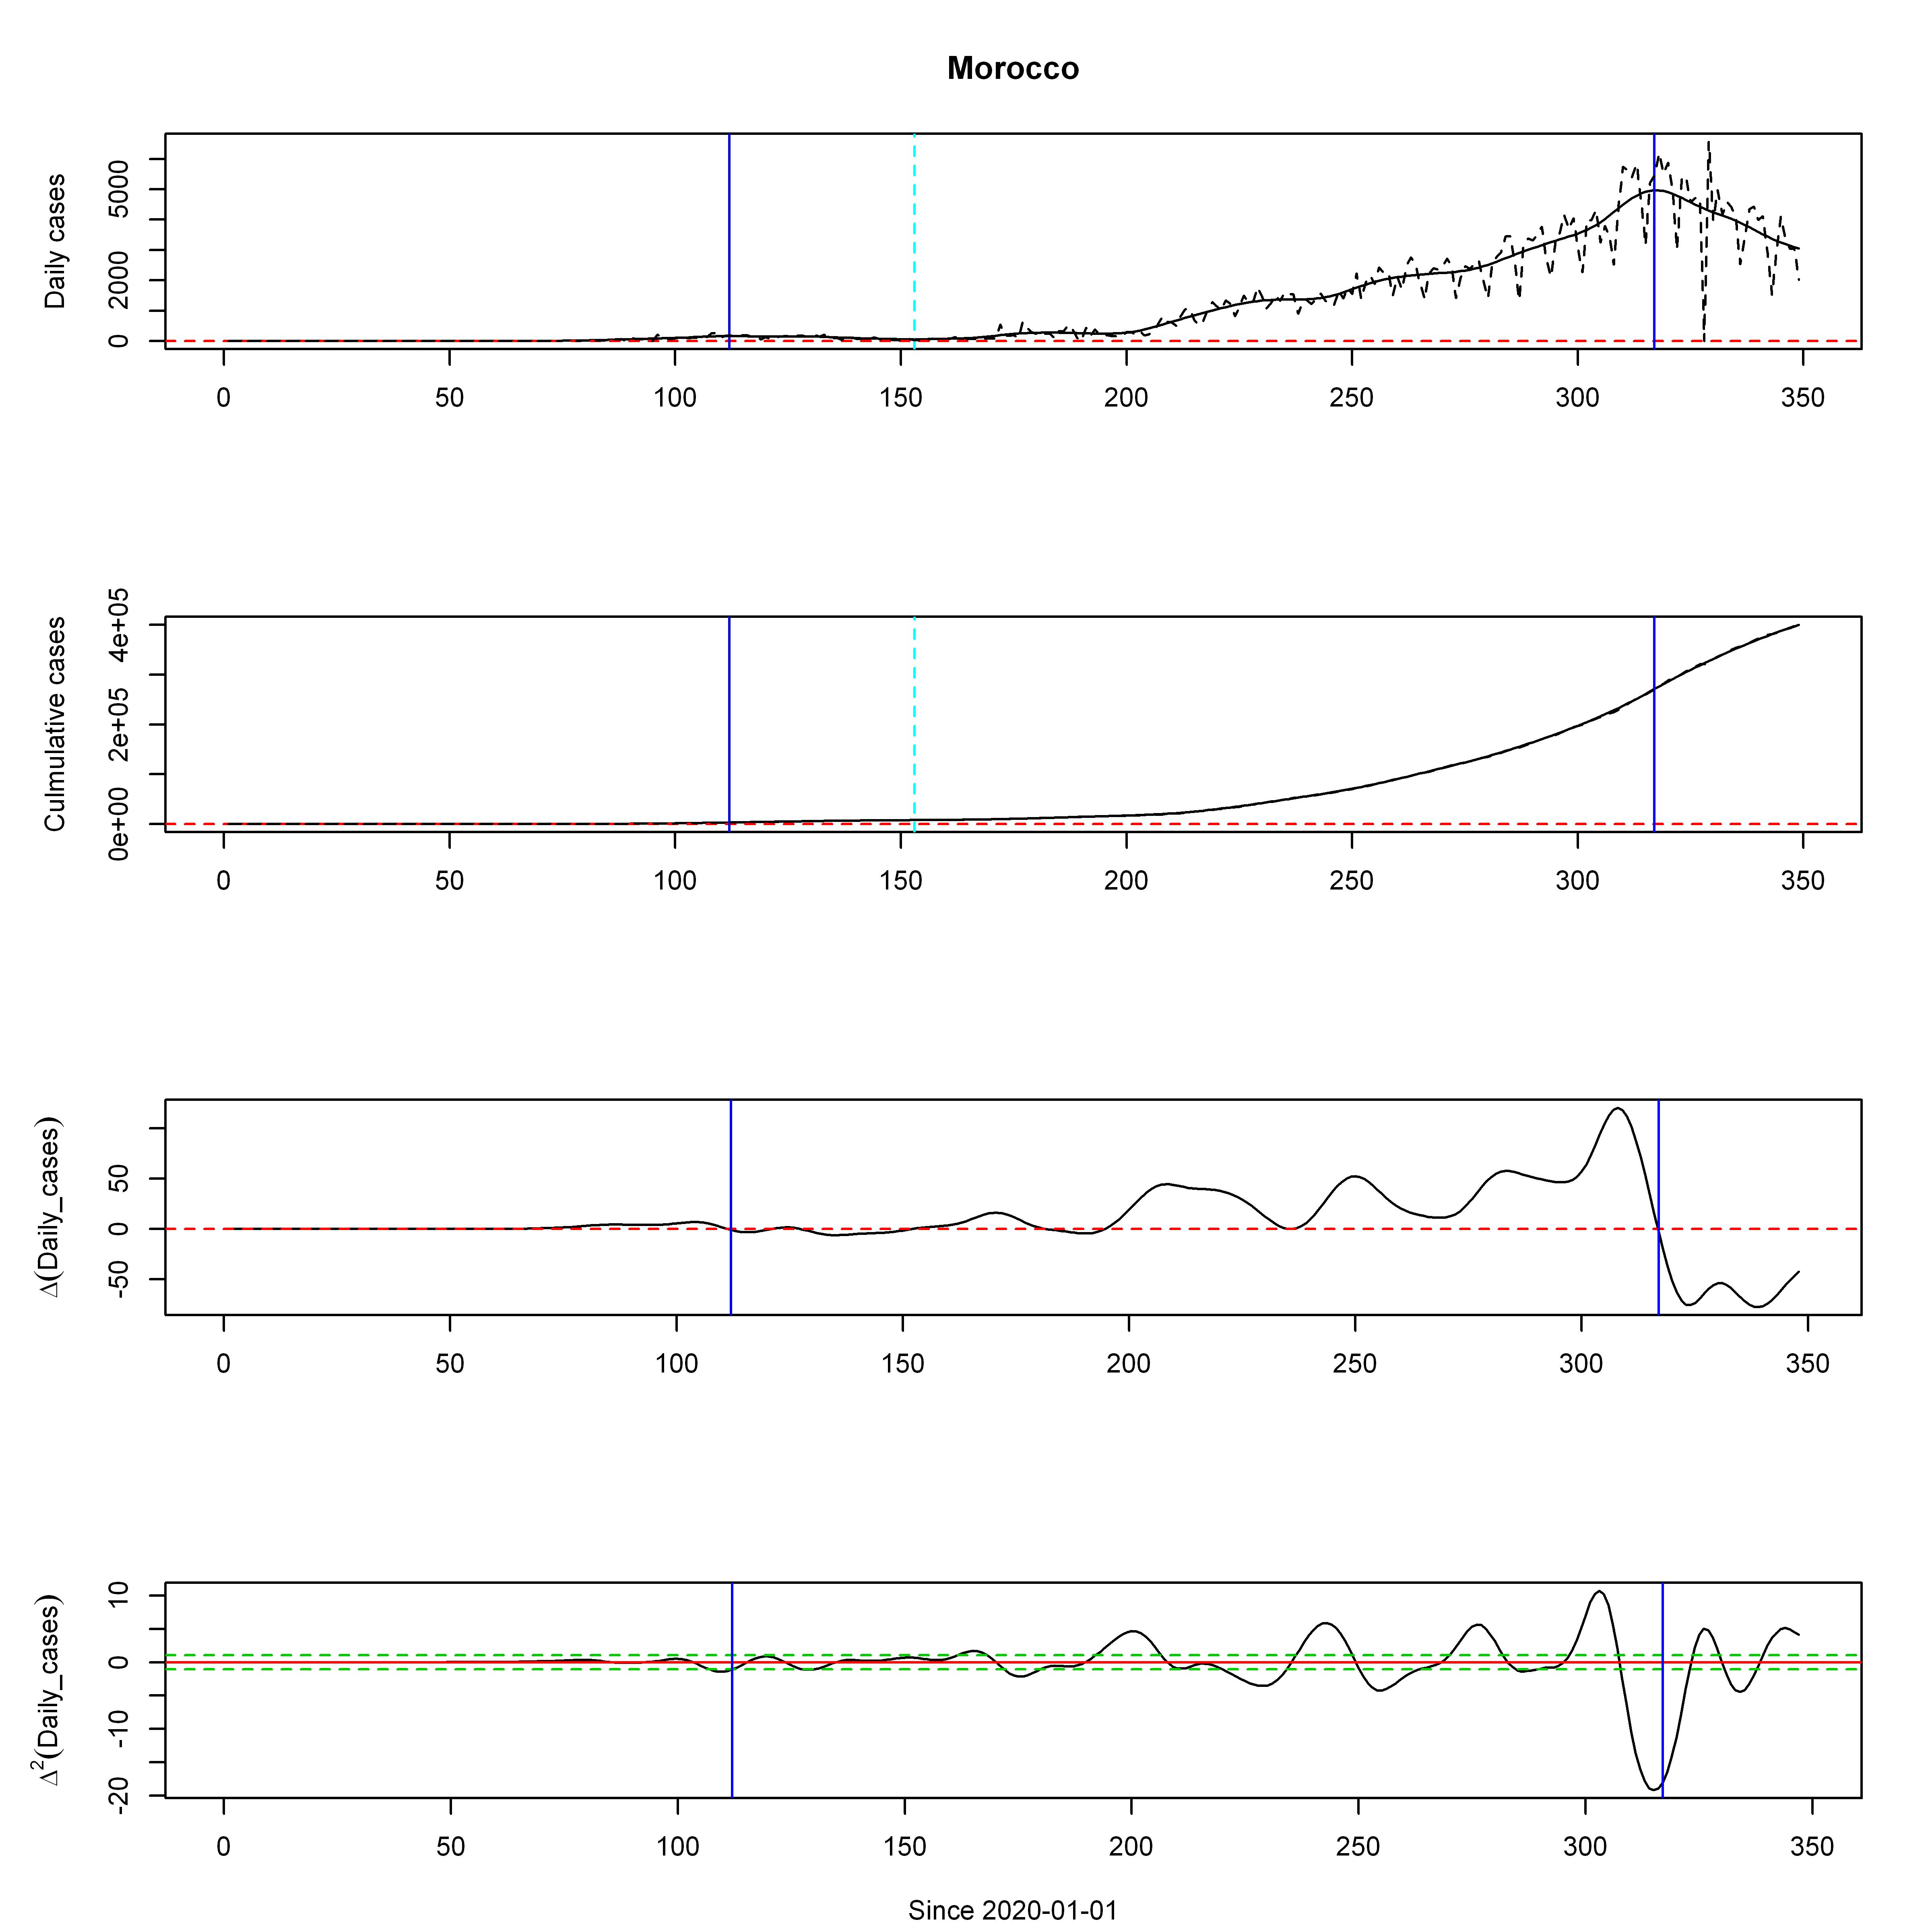 Morocco
Daily cases
0 2000 5000
0 50 100 150 200 250 300 350
Culmulative cases
0e+00 2e+05 4e+05
0 50 100 150 200 250 300 350
Δ(Daily_cases)
-50 0 50
0 50 100 150 200 250 300 350
Δ²(Daily_cases)
-20 -10 0 10
0 50 100 150 200 250 300 350
Since 2020-01-01